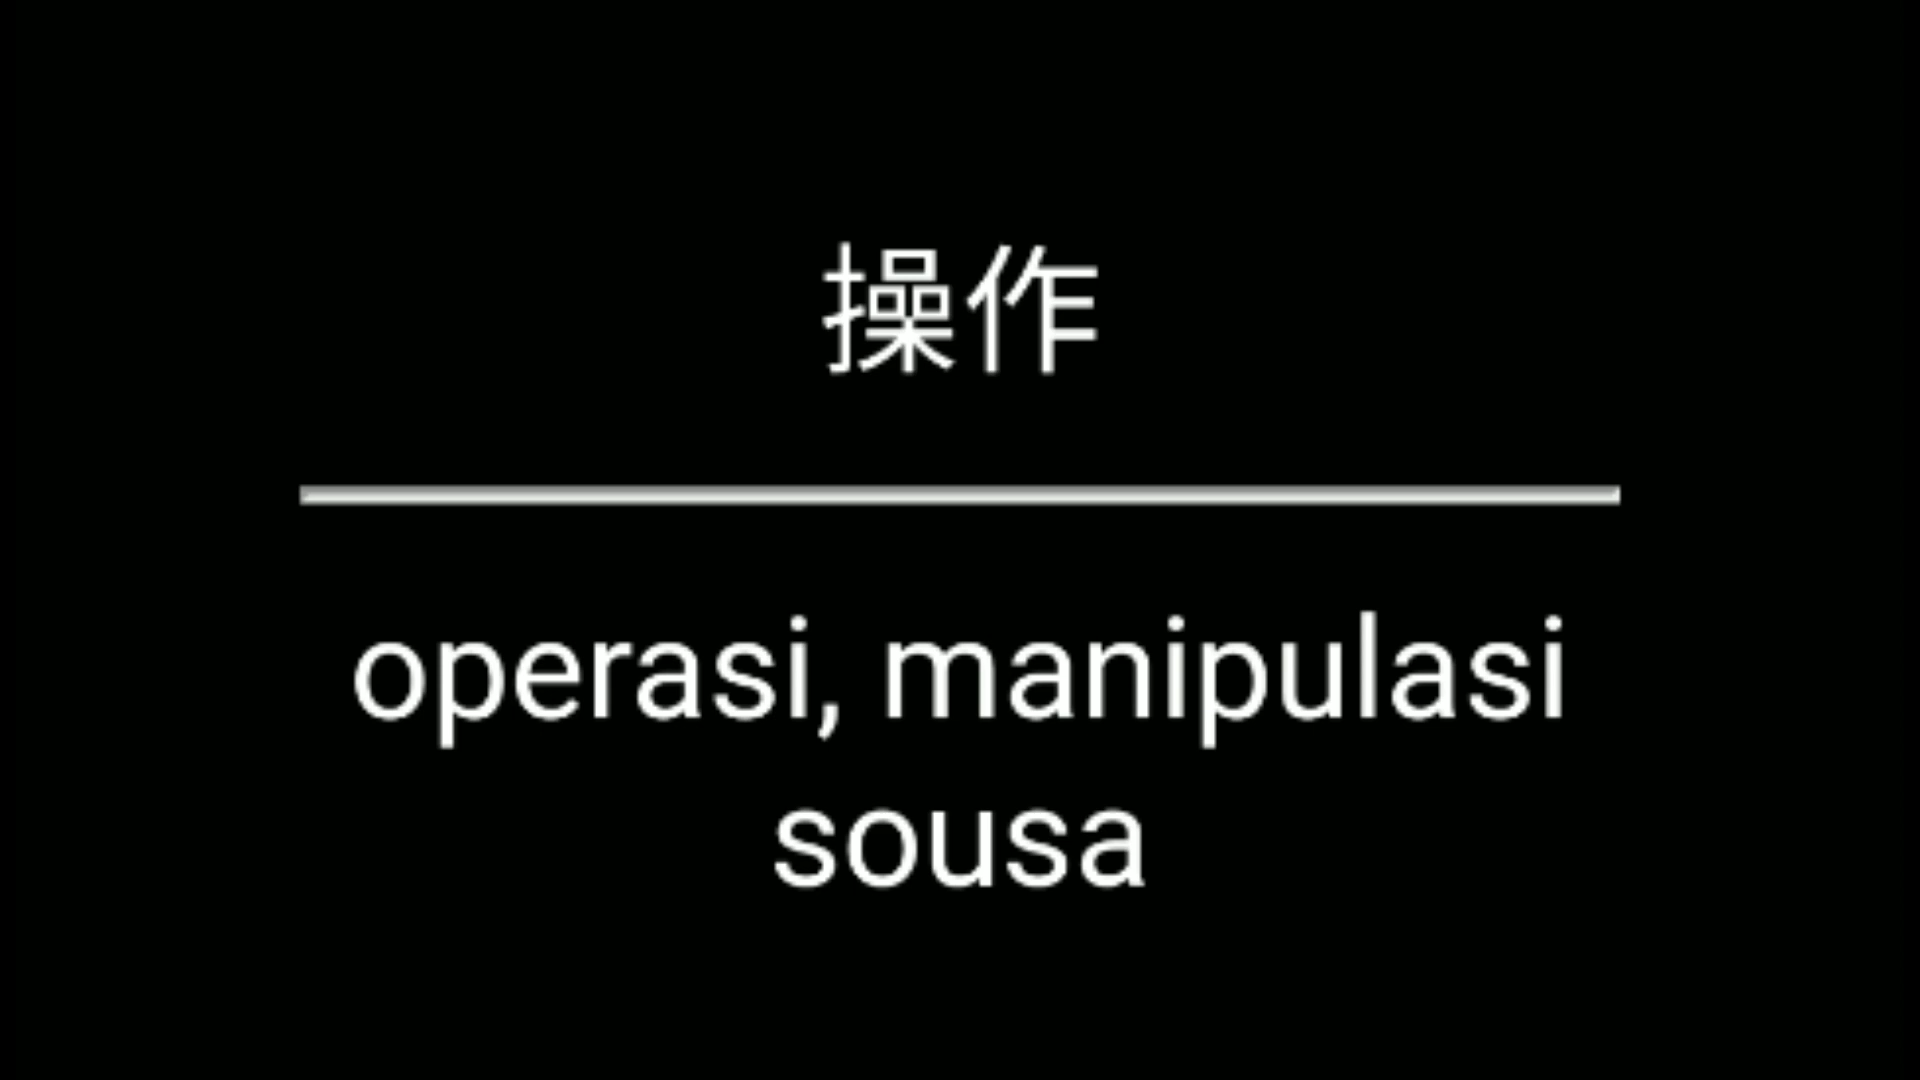 操作
operasi, manipulasi
sousa